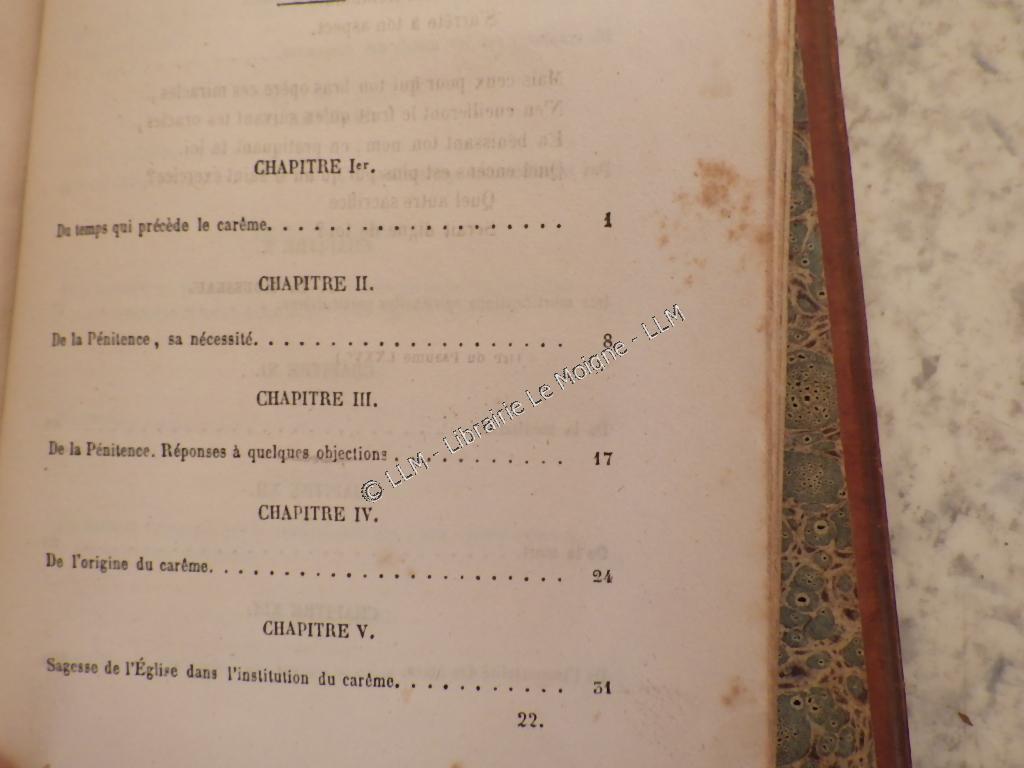 CHAPITRE Ier.
Du temps qui précède le carême. . . . . . . . . . . . . . . . . . . . 1
CHAPITRE II.
De la Pénitence, sa nécessité. . . . . . . . . . . . . . . . . . . . . . 8
CHAPITRE III.
De la Pénitence. Réponses à quelques objections . . . . . . . . . . . . 17
CHAPITRE IV.
De l'origine du carême. . . . . . . . . . . . . . . . . . . . . . . . . 24
CHAPITRE V.
Sagesse de l'Église dans l'institution du carême. . . . . . . . . . . . 31
22.
© LLM - Librairie Le Moigne - LLM